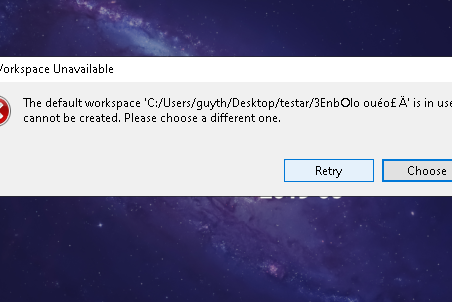 Workspace Unavailable
The default workspace 'C:/Users/guyth/Desktop/testar/3EnbOlo ouéo£ Ä' is in use
cannot be created. Please choose a different one.
Retry
Choose